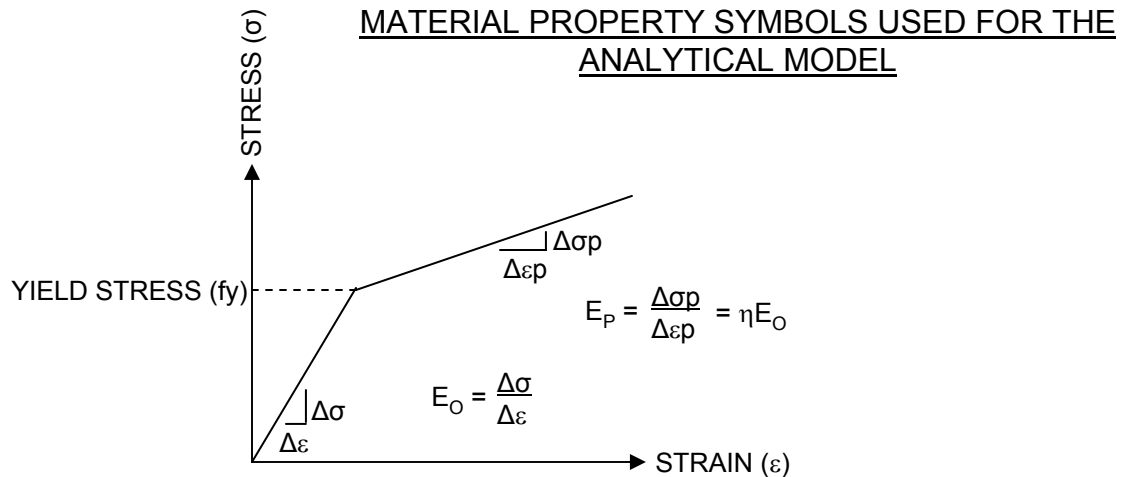 MATERIAL PROPERTY SYMBOLS USED FOR THE
ANALYTICAL MODEL
STRESS (σ)
Δσp
Δεp
YIELD STRESS (fy)
E_P = Δσp/Δεp = ηE_O
E_O = Δσ/Δε
Δσ
Δε
STRAIN (ε)